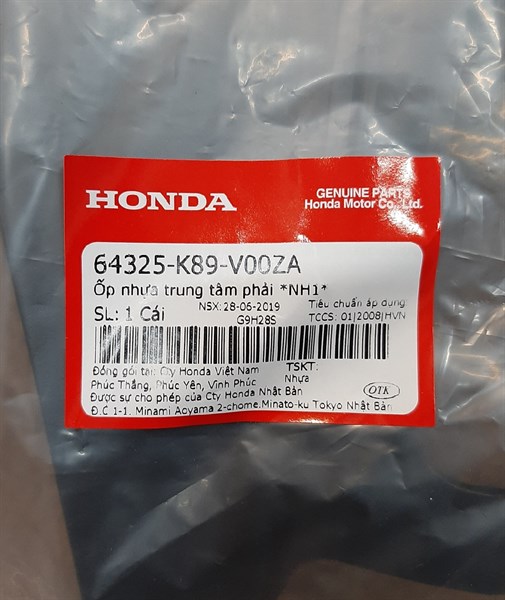 HONDA
GENUINE PARTS
Honda Motor Co., Ltd.
64325-K89-V00ZA
Ốp nhựa trung tâm phải *NH1*
SL: 1 Cái
NSX: 28-06-2019
G9H28S
Tiêu chuẩn áp dụng:
TCCS: 01|2008|HVN
Đóng gói tại: Cty Honda Việt Nam
Phúc Thắng, Phúc Yên, Vĩnh Phúc
TSKT:
Nhựa
Được sự cho phép của Cty Honda Nhật Bản
Đ.C 1-1. Minami Aoyama 2-chome.Minato-ku Tokyo Nhật Bản
OTK